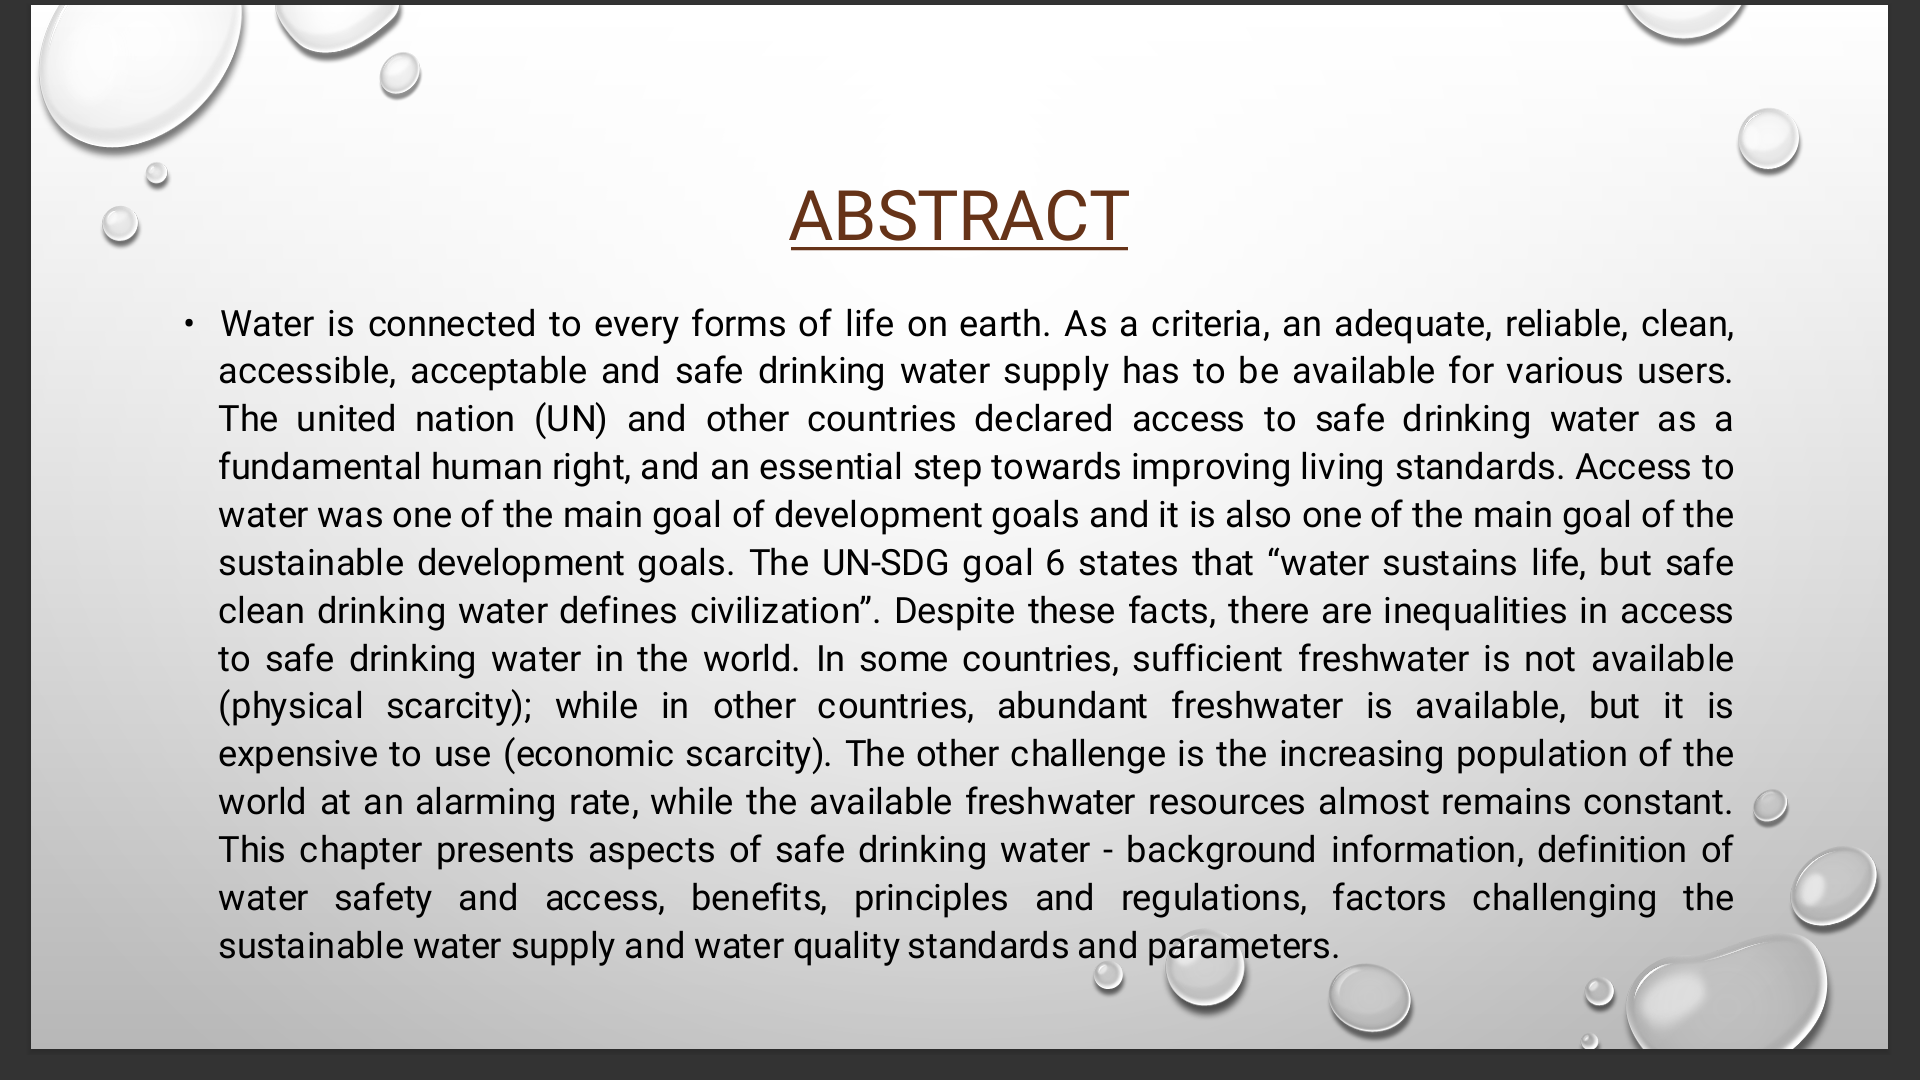 ABSTRACT
• Water is connected to every forms of life on earth. As a criteria, an adequate, reliable, clean,
accessible, acceptable and safe drinking water supply has to be available for various users.
The united nation (UN) and other countries declared access to safe drinking water as a
fundamental human right, and an essential step towards improving living standards. Access to
water was one of the main goal of development goals and it is also one of the main goal of the
sustainable development goals. The UN-SDG goal 6 states that “water sustains life, but safe
clean drinking water defines civilization”. Despite these facts, there are inequalities in access
to safe drinking water in the world. In some countries, sufficient freshwater is not available
(physical scarcity); while in other countries, abundant freshwater is available, but it is
expensive to use (economic scarcity). The other challenge is the increasing population of the
world at an alarming rate, while the available freshwater resources almost remains constant.
This chapter presents aspects of safe drinking water - background information, definition of
water safety and access, benefits, principles and regulations, factors challenging the
sustainable water supply and water quality standards and parameters.